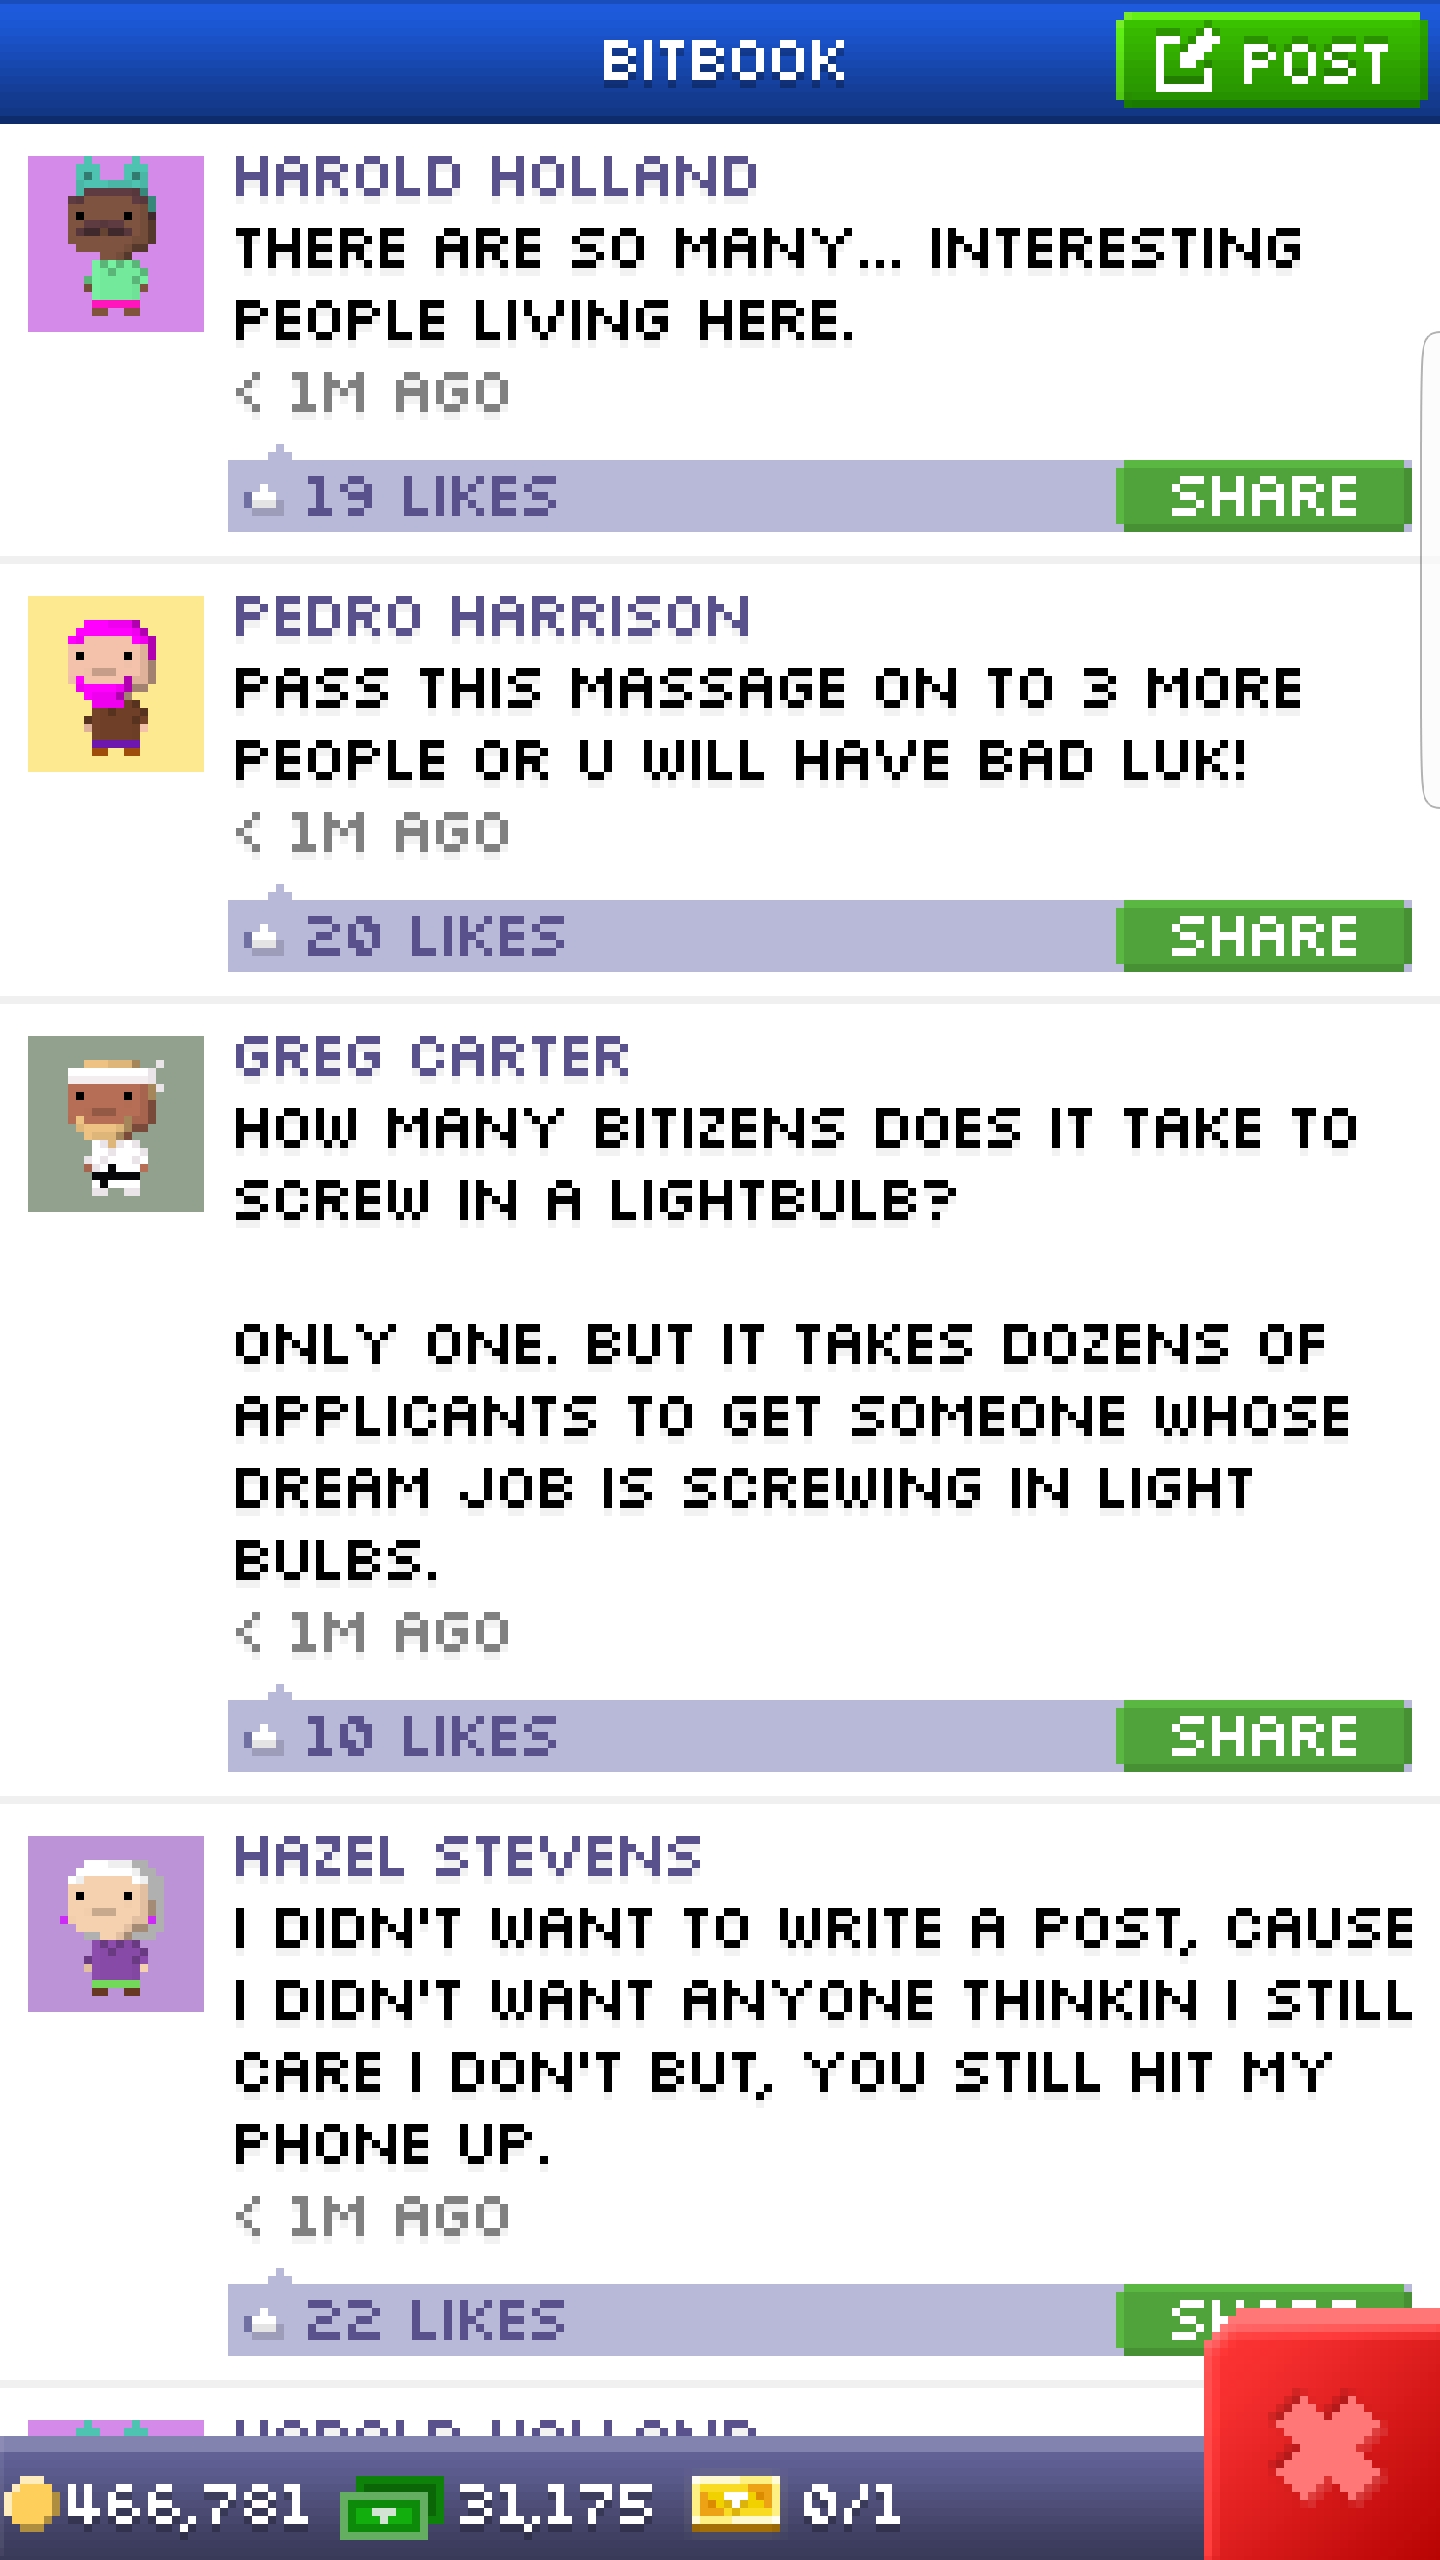 BITBOOK
POST
HAROLD HOLLAND
THERE ARE SO MANY... INTERESTING
PEOPLE LIVING HERE.
< 1M AGO
19 LIKES
SHARE
PEDRO HARRISON
PASS THIS MASSAGE ON TO 3 MORE
PEOPLE OR U WILL HAVE BAD LUK!
< 1M AGO
20 LIKES
SHARE
GREG CARTER
HOW MANY BITIZENS DOES IT TAKE TO
SCREW IN A LIGHTBULB?
ONLY ONE. BUT IT TAKES DOZENS OF
APPLICANTS TO GET SOMEONE WHOSE
DREAM JOB IS SCREWING IN LIGHT
BULBS.
< 1M AGO
10 LIKES
SHARE
HAZEL STEVENS
I DIDN'T WANT TO WRITE A POST, CAUSE
I DIDN'T WANT ANYONE THINKIN I STILL
CARE I DON'T BUT, YOU STILL HIT MY
PHONE UP.
< 1M AGO
22 LIKES
SHARE
HAROLD HOLLAND
466,781
31,175
0/1